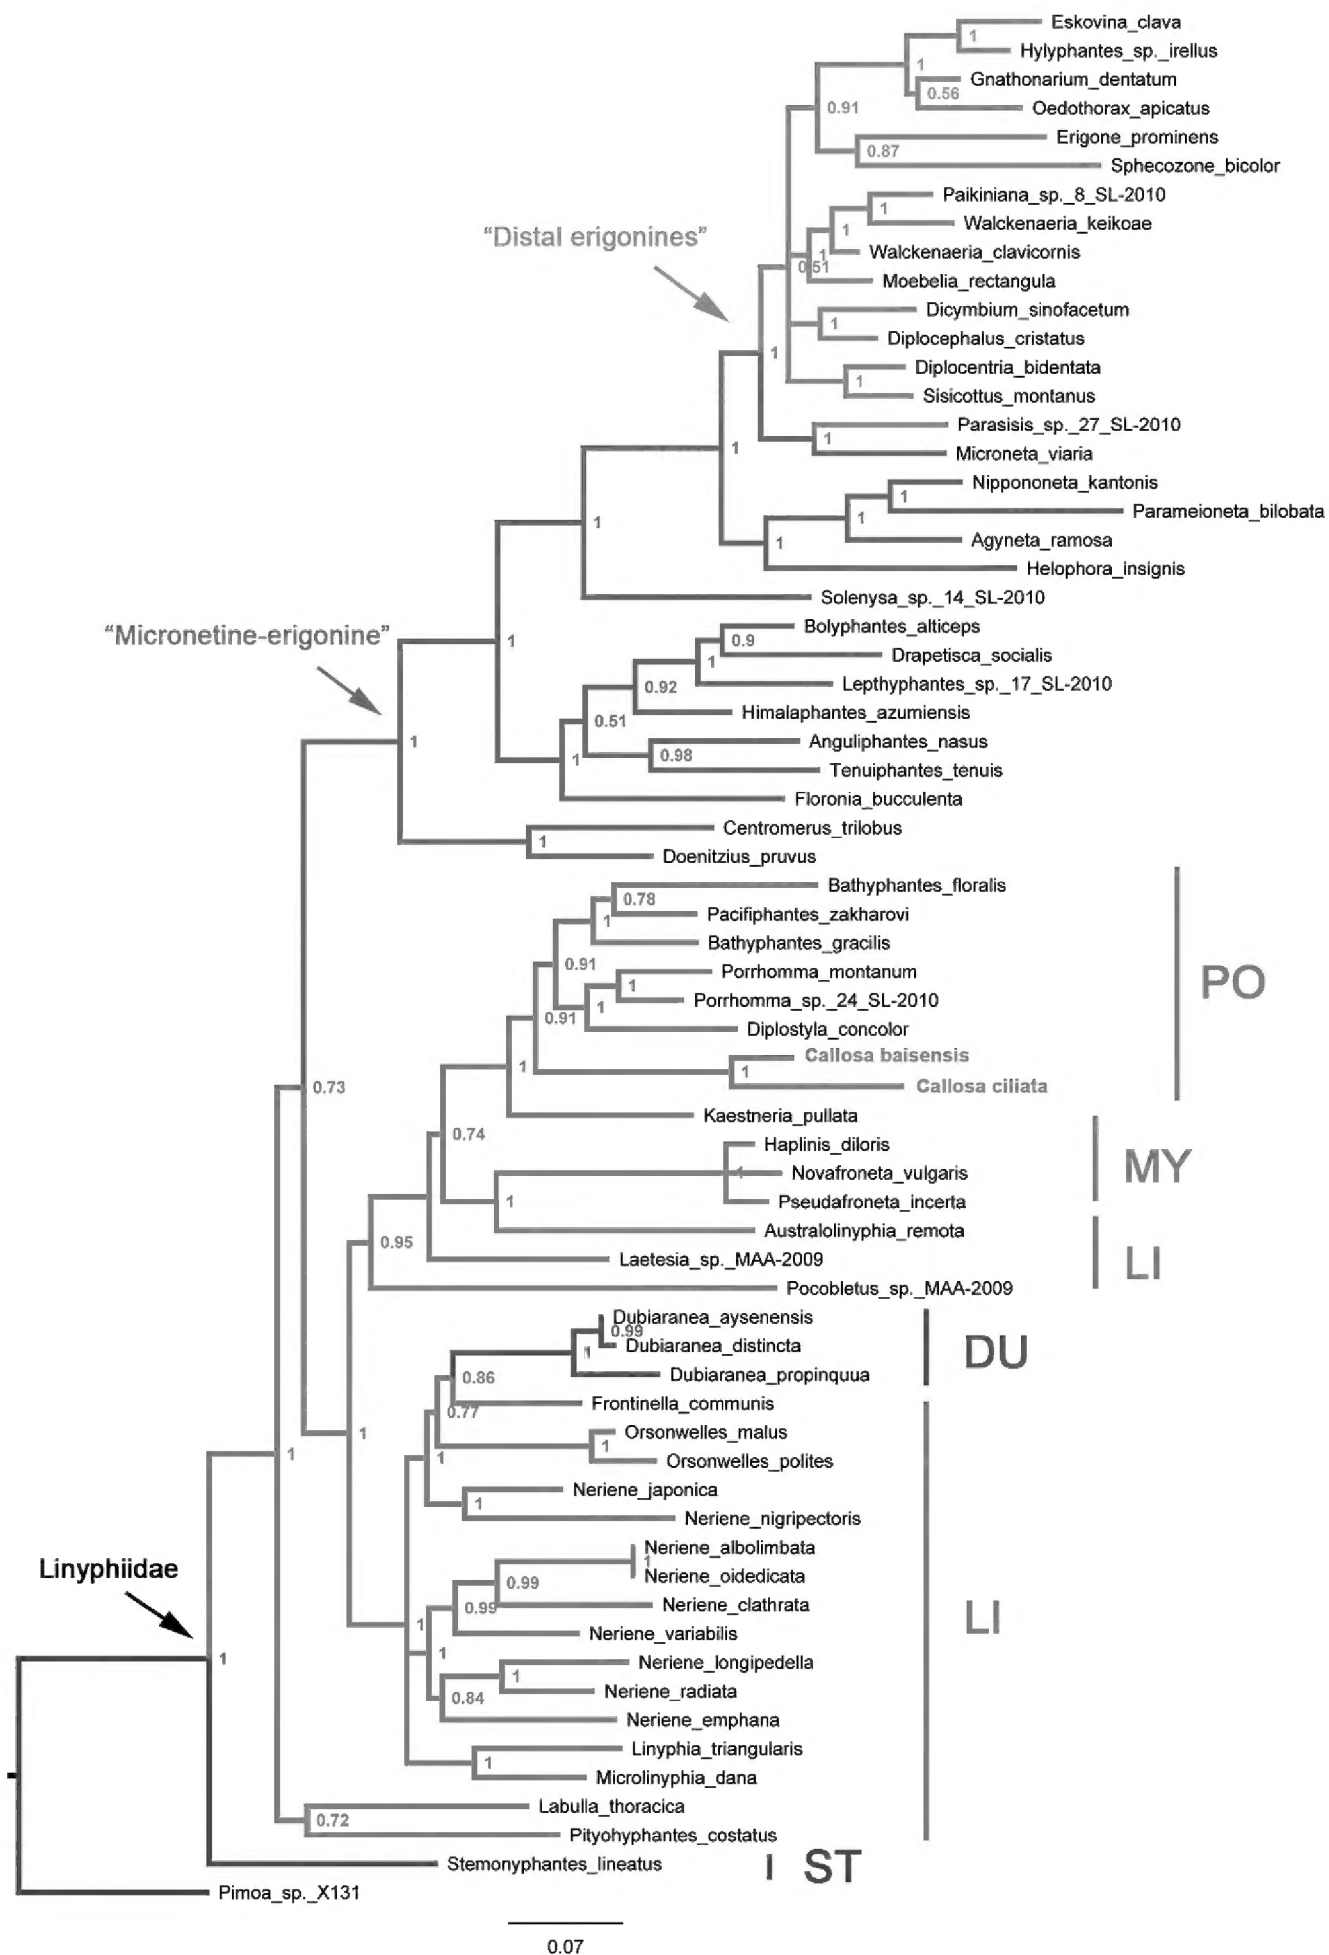 Eskovina_clava
1
Hylyphantes_sp._irellus
1
Gnathonarium_dentatum
0.56
Oedothorax_apicatus
0.91
Erigone_prominens
0.87
Sphecozone_bicolor
Paikiniana_sp._8_SL-2010
1
Walckenaeria_keikoae
1
"Distal erigonines"
Walckenaeria_clavicornis
1
0.51
Moebelia_rectangula
Dicymbium_sinofacetum
1
Diplocephalus_cristatus
1
Diplocentria_bidentata
1
Sisicottus_montanus
Parasisis_sp._27_SL-2010
1
1
Microneta_viaria
Nippononeta_kantonis
1
Parameioneta_bilobata
1
1
Agyneta_ramosa
1
Helophora_insignis
Solenysa_sp._14_SL-2010
Bolyphantes_alticeps
"Micronetine-erigonine"
1
0.9
Drapetisca_socialis
1
Lepthyphantes_sp._17_SL-2010
0.92
Himalaphantes_azumiensis
0.51
Anguliphantes_nasus
1
0.98
1
Tenuiphantes_tenuis
Floronia_bucculenta
Centromerus_trilobus
1
Doenitzius_pruvus
Bathyphantes_floralis
0.78
Pacifiphantes_zakharovi
1
Bathyphantes_gracilis
0.91
Porrhomma_montanum
1
PO
Porrhomma_sp._24_SL-2010
1
0.91
Diplostyla_concolor
Callosa baisensis
1
1
0.73
Callosa ciliata
Kaestneria_pullata
0.74
Haplinis_diloris
1
Novafroneta_vulgaris
MY
1
Pseudafroneta_incerta
Australolinyphia_remota
0.95
Laetesia_sp._MAA-2009
LI
Pocobletus_sp._MAA-2009
Dubiaranea_aysenensis
0.99
Dubiaranea_distincta
1
DU
Dubiaranea_propinquua
0.86
Frontinella_communis
0.77
Orsonwelles_malus
1
1
1
1
Orsonwelles_polites
Neriene_japonica
1
Neriene_nigripectoris
Neriene_albolimbata
1
Linyphiidae
Neriene_oidedicata
0.99
Neriene_clathrata
0.99
LI
1
Neriene_variabilis
1
1
Neriene_longipedella
1
Neriene_radiata
0.84
Neriene_emphana
Linyphia_triangularis
1
Microlinyphia_dana
Labulla_thoracica
0.72
Pityohyphantes_costatus
Stemonyphantes_lineatus
ST
Pimoa_sp._X131
0.07